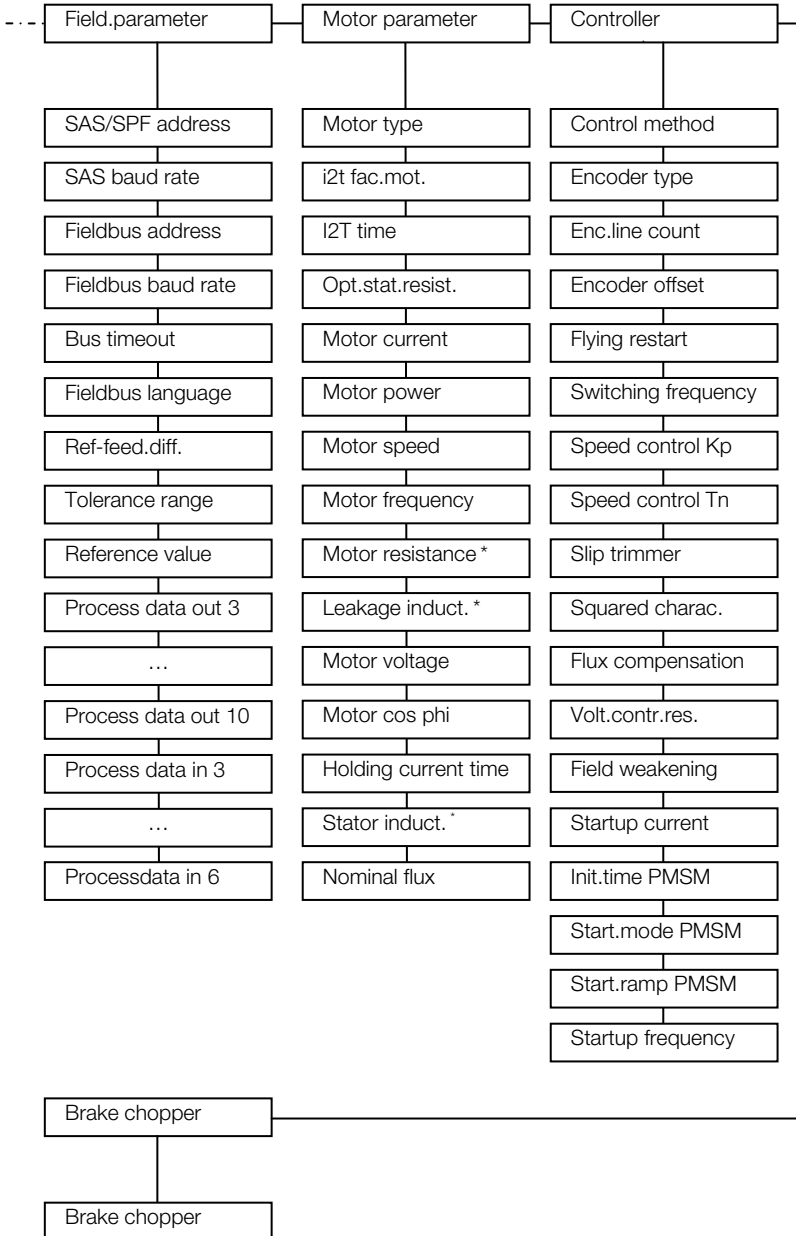 Field.parameter
SAS/SPF address
SAS baud rate
Fieldbus address
Fieldbus baud rate
Bus timeout
Fieldbus language
Ref-feed.diff.
Tolerance range
Reference value
Process data out 3
…
Process data out 10
Process data in 3
…
Processdata in 6
Motor parameter
Motor type
i2t fac.mot.
I2T time
Opt.stat.resist.
Motor current
Motor power
Motor speed
Motor frequency
Motor resistance *
Leakage induct. *
Motor voltage
Motor cos phi
Holding current time
Stator induct. *
Nominal flux
Controller
Control method
Encoder type
Enc.line count
Encoder offset
Flying restart
Switching frequency
Speed control Kp
Speed control Tn
Slip trimmer
Squared charac.
Flux compensation
Volt.contr.res.
Field weakening
Startup current
Init.time PMSM
Start.mode PMSM
Start.ramp PMSM
Startup frequency
Brake chopper
Brake chopper